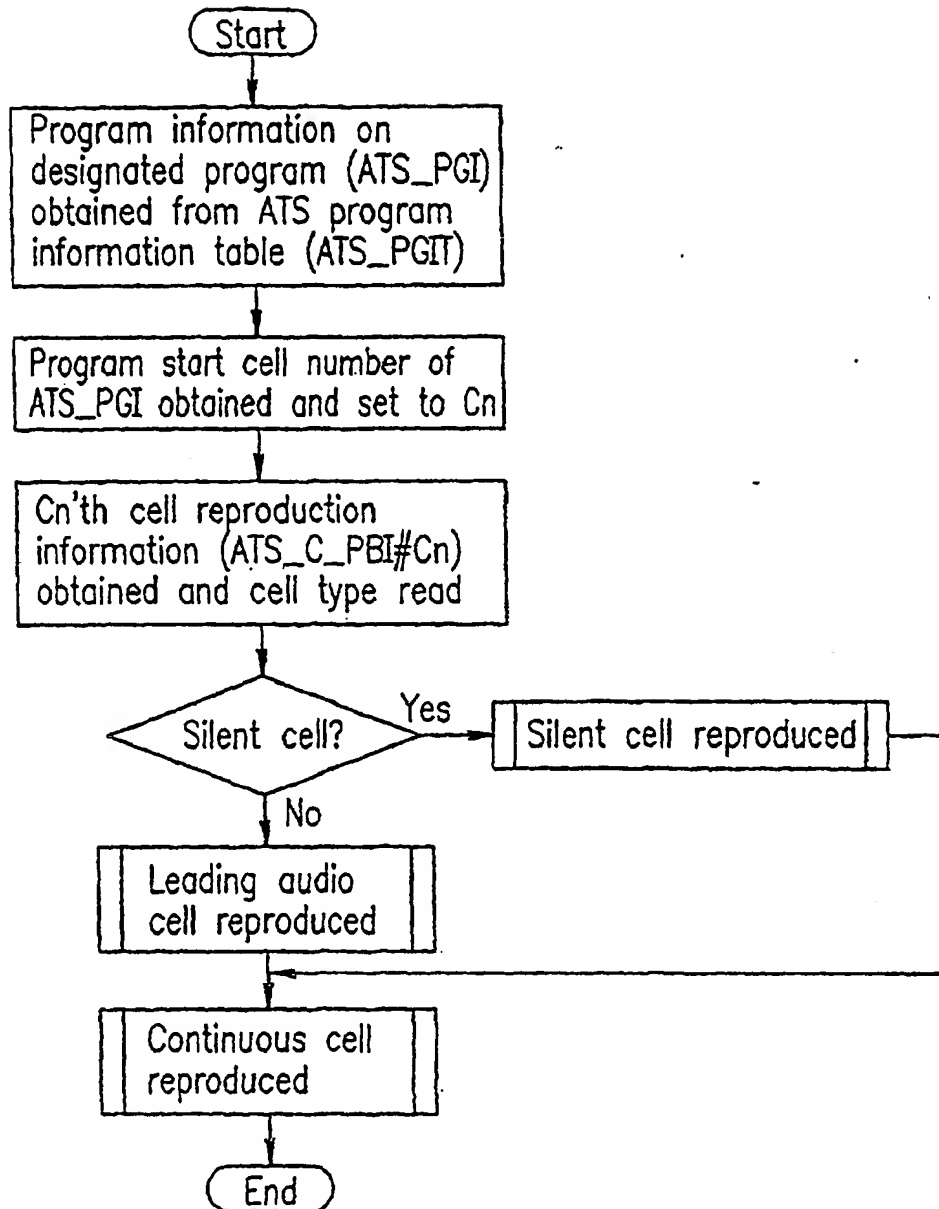 Start
Program information on
designated program (ATS_PGI)
obtained from ATS program
information table (ATS_PGIT)
Program start cell number of
ATS_PGI obtained and set to Cn
Cn'th cell reproduction
information (ATS_C_PBI#Cn)
obtained and cell type read
Silent cell?
Yes
Silent cell reproduced
No
Leading audio
cell reproduced
Continuous cell
reproduced
End